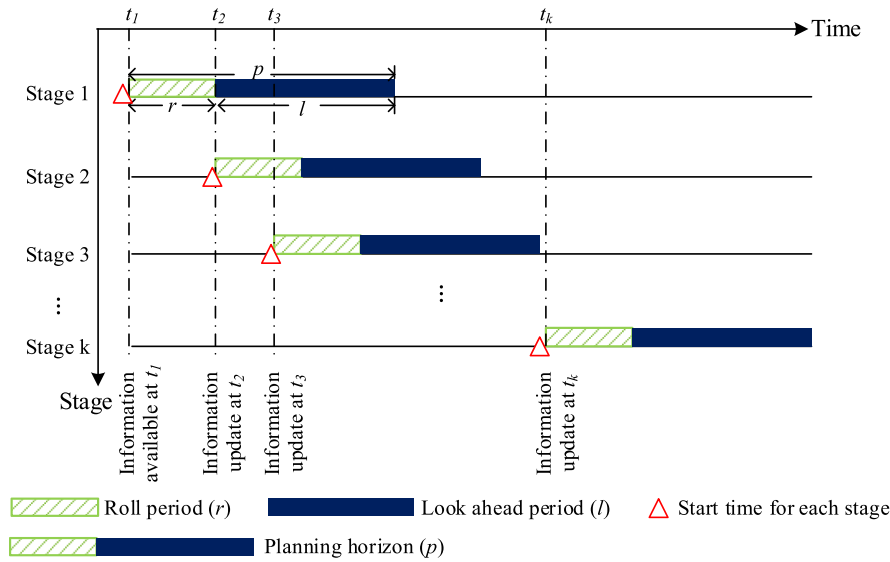 t1 t2 t3 tk
Time
p
Stage 1
r l
Stage 2
Stage 3
...
...
Stage k
Stage
Information
available at t1
Information
update at t2
Information
update at t3
Information
update at tk
Roll period (r) Look ahead period (l) Start time for each stage
Planning horizon (p)